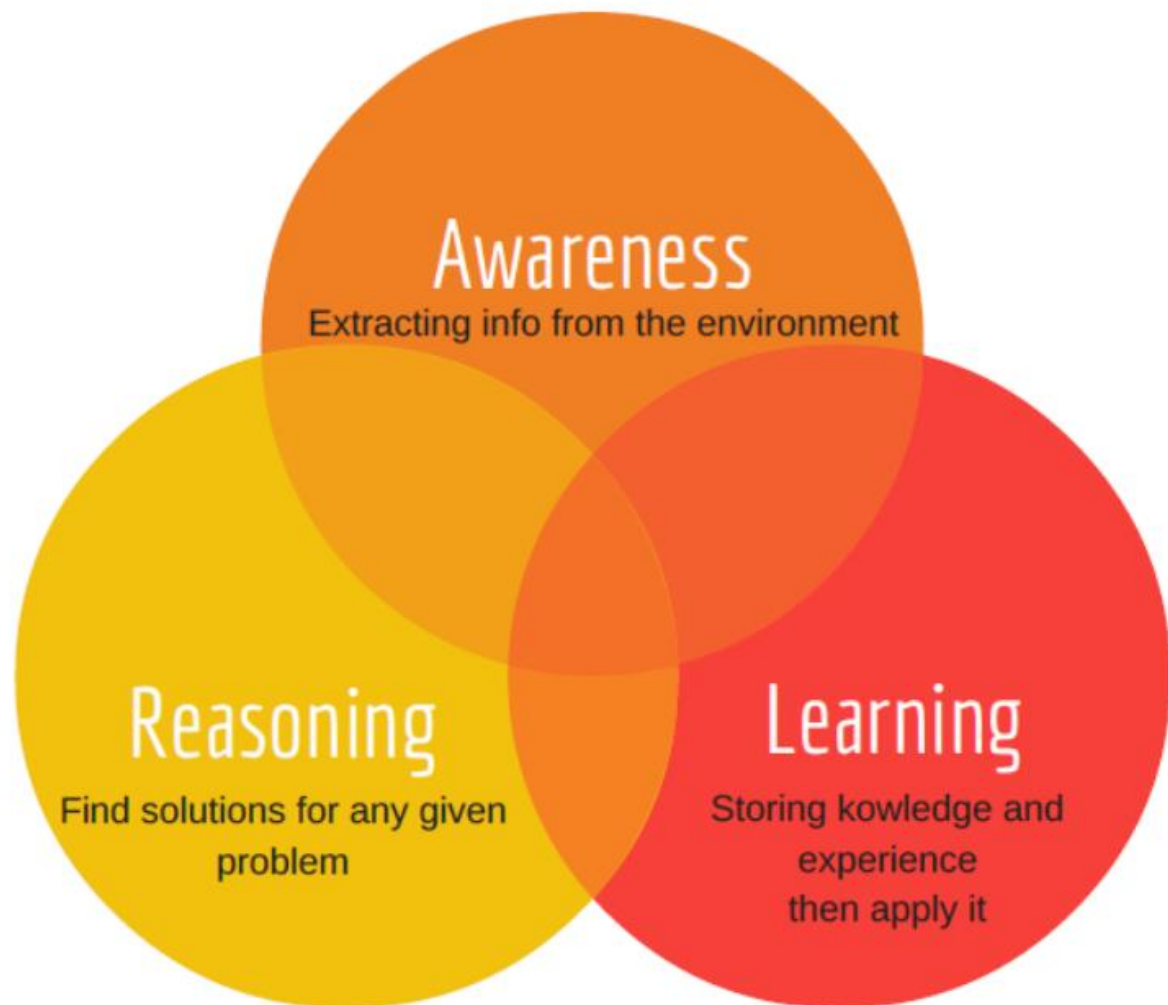 Awareness
Extracting info from the environment
Reasoning
Find solutions for any given
problem
Learning
Storing kowledge and
experience
then apply it